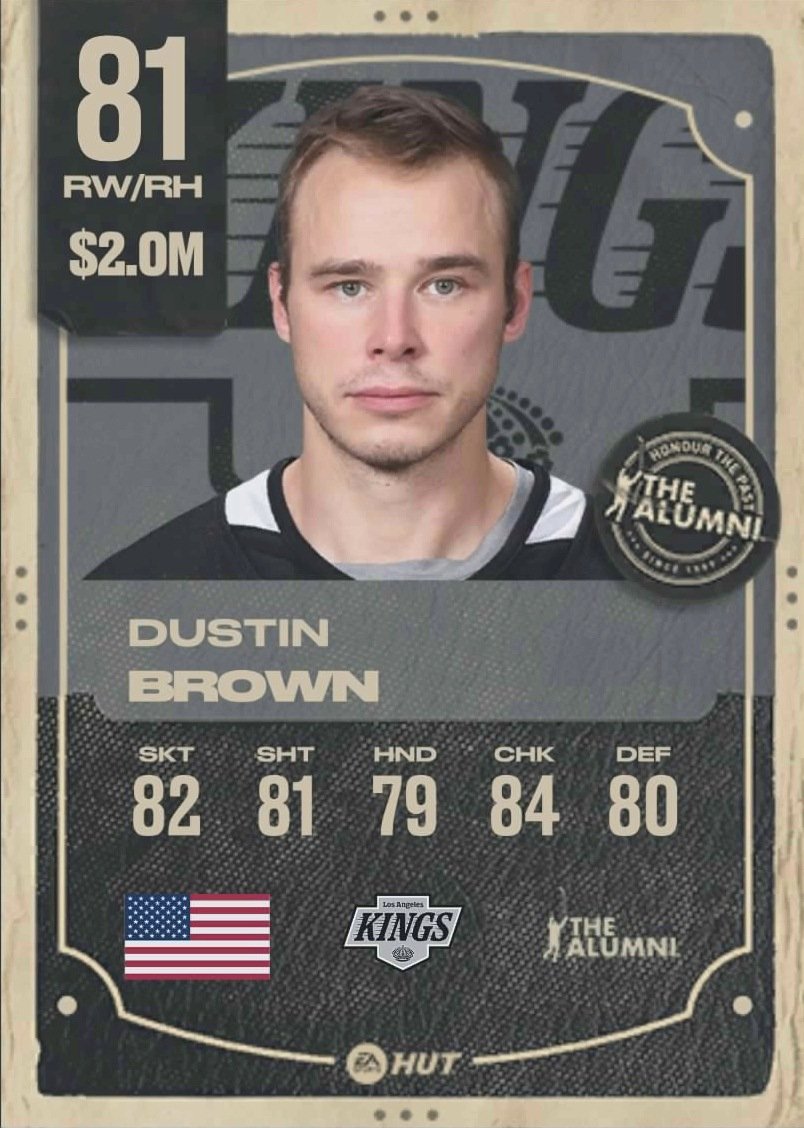 81
RW/RH
$2.0M
KINGS
HONOUR THE PAST
THE
ALUMNI
DUSTIN
BROWN
SKT SHT HND CHK DEF
82 81 79 84 80
Los Angeles
KINGS
THE
ALUMNI
EA
HUT